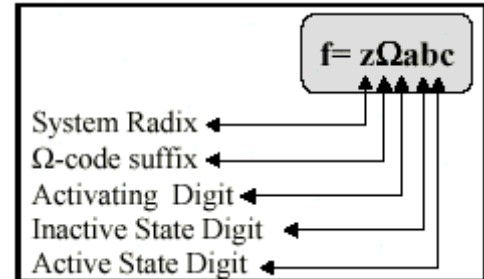 f= zΩabc
System Radix
Ω-code suffix
Activating Digit
Inactive State Digit
Active State Digit